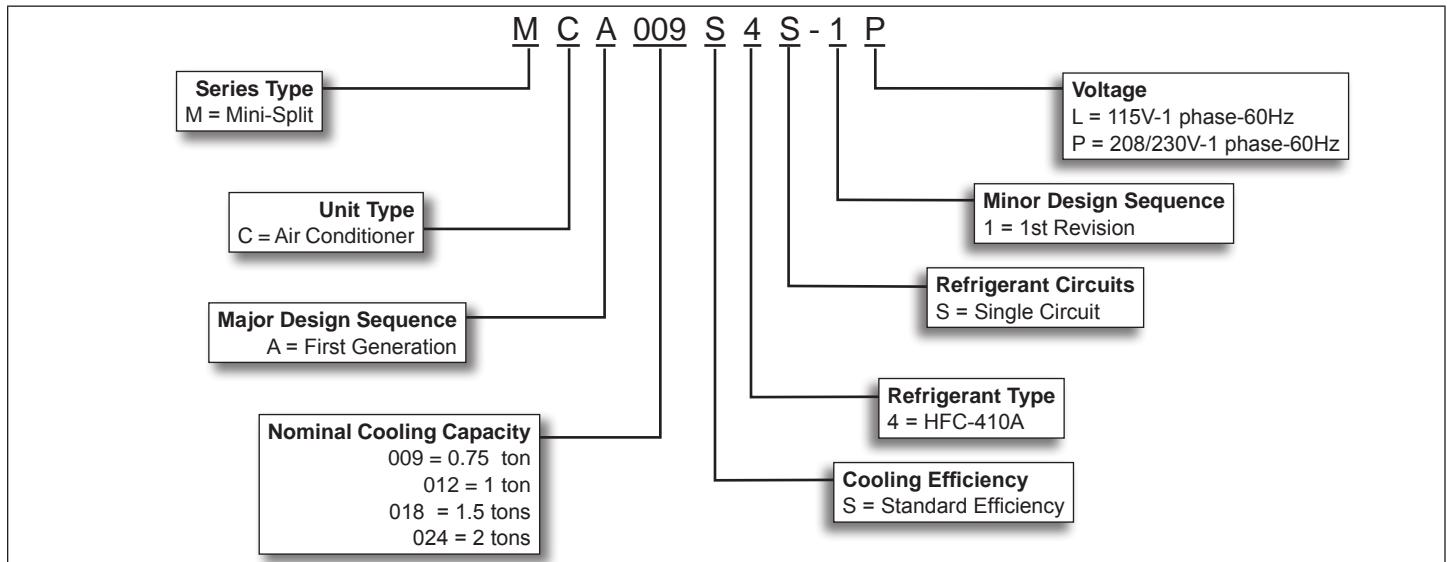 M C A 009 S 4 S - 1 P
Series Type
M = Mini-Split
Unit Type
C = Air Conditioner
Major Design Sequence
A = First Generation
Nominal Cooling Capacity
009 = 0.75 ton
012 = 1 ton
018 = 1.5 tons
024 = 2 tons
Voltage
L = 115V-1 phase-60Hz
P = 208/230V-1 phase-60Hz
Minor Design Sequence
1 = 1st Revision
Refrigerant Circuits
S = Single Circuit
Refrigerant Type
4 = HFC-410A
Cooling Efficiency
S = Standard Efficiency